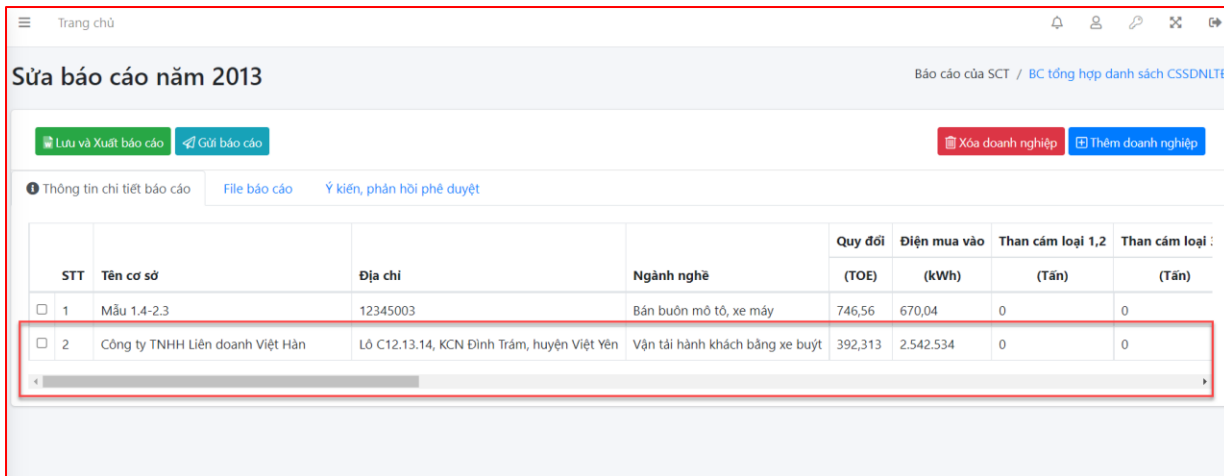 Trang chủ
Sửa báo cáo năm 2013
Báo cáo của SCT / BC tổng hợp danh sách CSSDNLTĐ
Lưu và Xuất báo cáo Gửi báo cáo Xóa doanh nghiệp Thêm doanh nghiệp
Thông tin chi tiết báo cáo File báo cáo Ý kiến, phản hồi phê duyệt
Quy đổi Điện mua vào Than cám loại 1,2 Than cám loại
STT Tên cơ sở Địa chỉ Ngành nghề (TOE) (kWh) (Tấn) (Tấn)
1 Mẫu 1.4-2.3 12345003 Bán buôn mô tô, xe máy 746,56 670,04 0 0
2 Công ty TNHH Liên doanh Việt Hàn Lô C12.13.14, KCN Đình Trám, huyện Việt Yên Vận tải hành khách bằng xe buýt 392,313 2.542.534 0 0